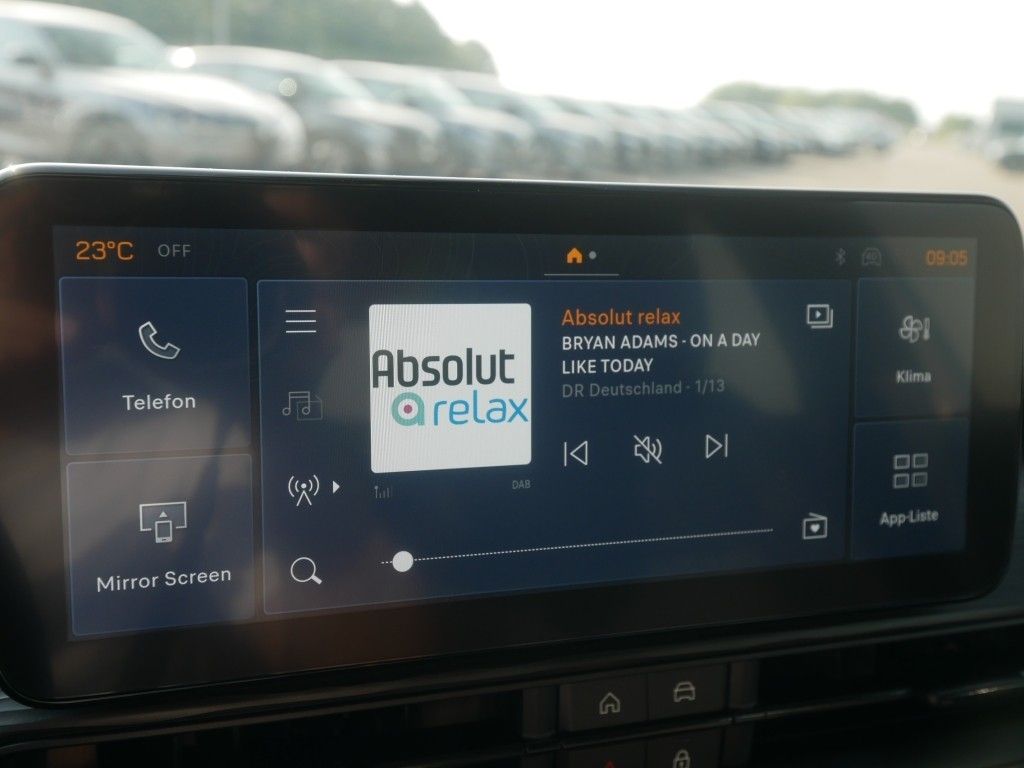 23°C OFF
09:05
Telefon
Mirror Screen
Absolut
relax
DAB
Absolut relax
BRYAN ADAMS - ON A DAY
LIKE TODAY
DR Deutschland - 1/13
Klima
App-Liste